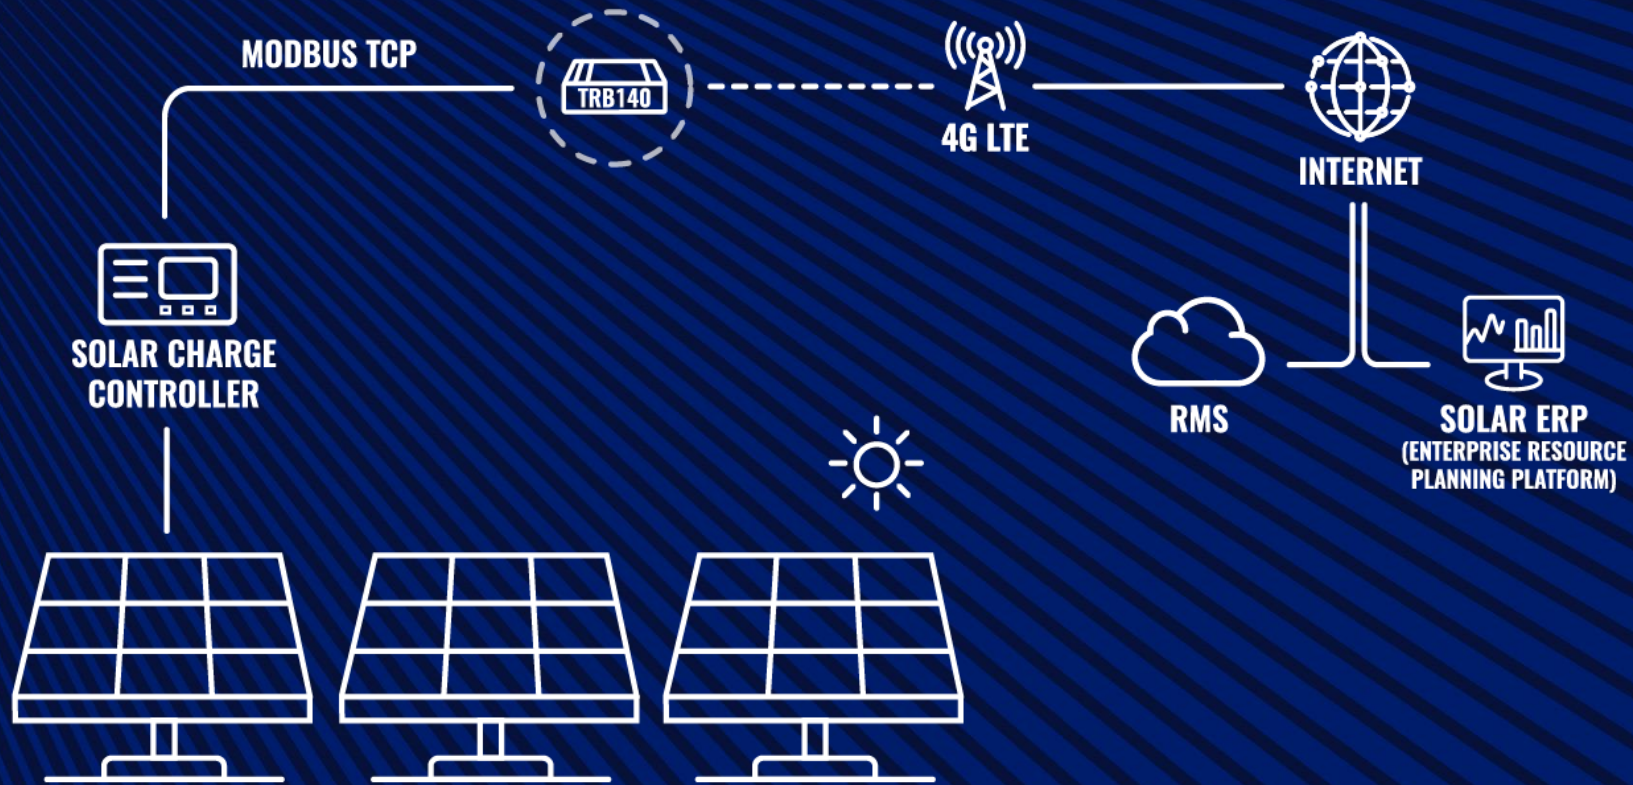 MODBUS TCP
TRB140
4G LTE
INTERNET
SOLAR CHARGE
CONTROLLER
RMS
SOLAR ERP
(ENTERPRISE RESOURCE
PLANNING PLATFORM)